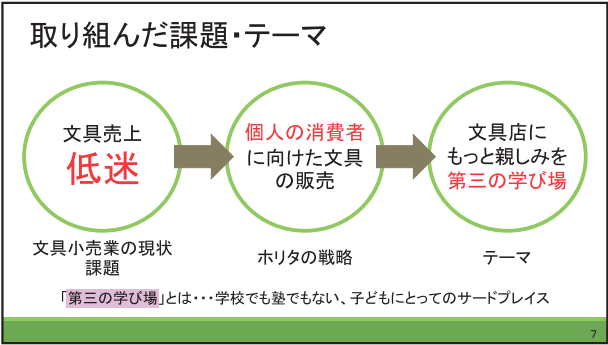 取り組んだ課題・テーマ
文具売上
低迷
個人の消費者
に向けた文具
の販売
文具店に
もっと親しみを
第三の学び場
文具小売業の現状
課題
ホリタの戦略
テーマ
「第三の学び場」とは・・・学校でも塾でもない、子どもにとってのサードプレイス
7